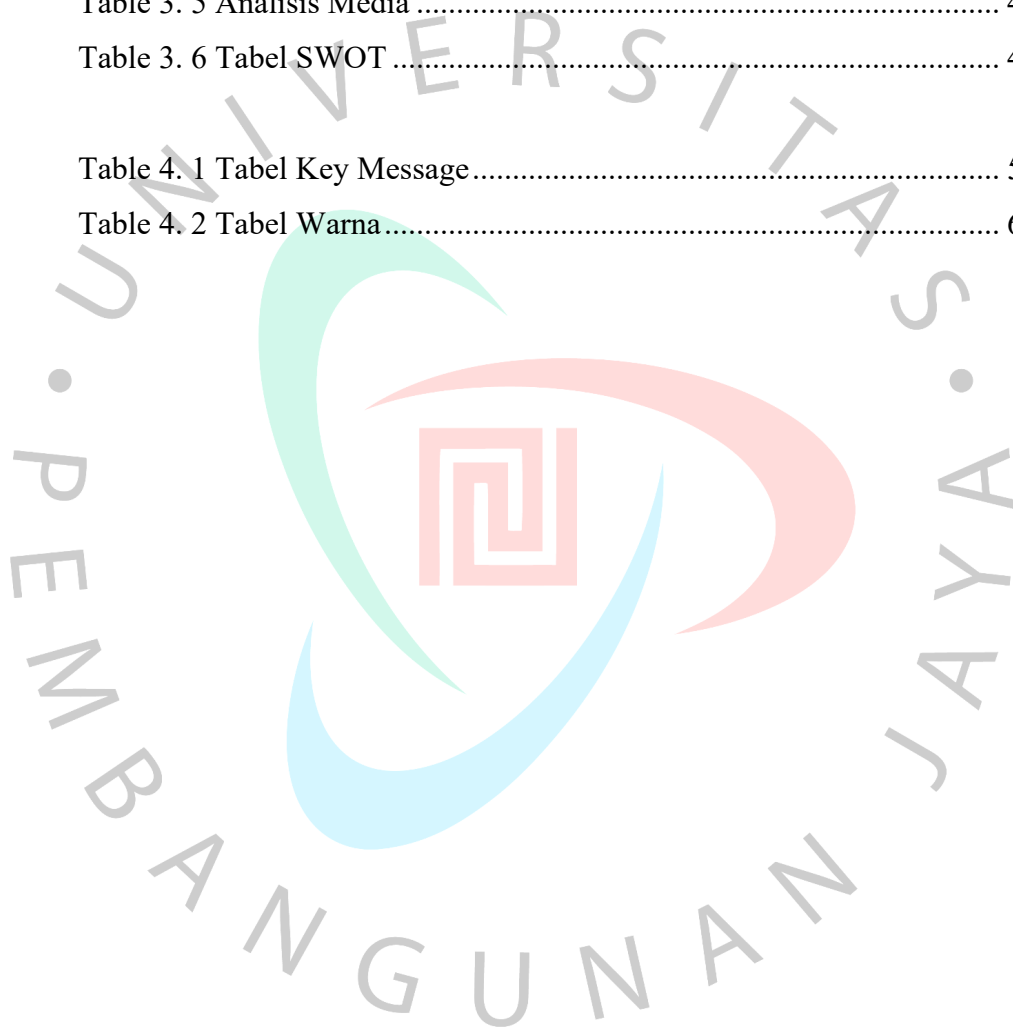 Table 3. 5 Analisis Media ........................................................................ 4
Table 3. 6 Tabel SWOT ........................................................................... 4
Table 4. 1 Tabel Key Message ................................................................. 5
Table 4. 2 Tabel Warna ............................................................................ 6
UNIVERSITAS • PEMBANGUNAN JAYA •